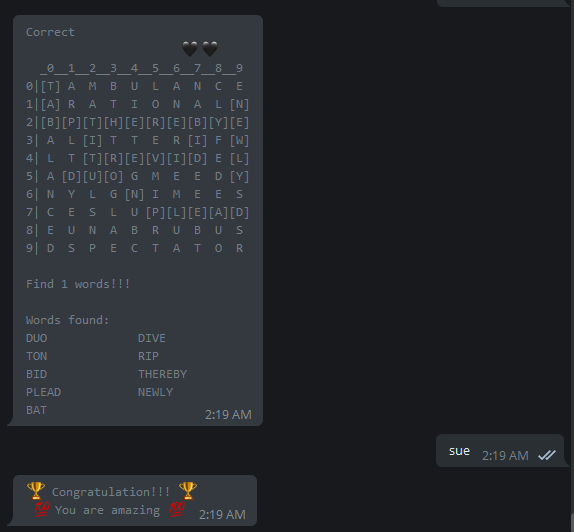 Correct
🖤🖤
_0__1__2__3__4__5__6__7__8__9
0|[T] A M B U L A N C E
1|[A] R A T I O N A L [N]
2|[B][P][T][H][E][R][E][B][Y][E]
3| A L [I] T T E R [I] F [W]
4| L T [T][R][E][V][I][D] E [L]
5| A [D][U][O] G M E E D [Y]
6| N Y L G [N] I M E E S
7| C E S L U [P][L][E][A][D]
8| E U N A B R U B U S
9| D S P E C T A T O R
Find 1 words!!!
Words found:
DUO DIVE
TON RIP
BID THEREBY
PLEAD NEWLY
BAT
2:19 AM
sue 2:19 AM
🏆 Congratulation!!! 🏆
💯 You are amazing 💯 2:19 AM